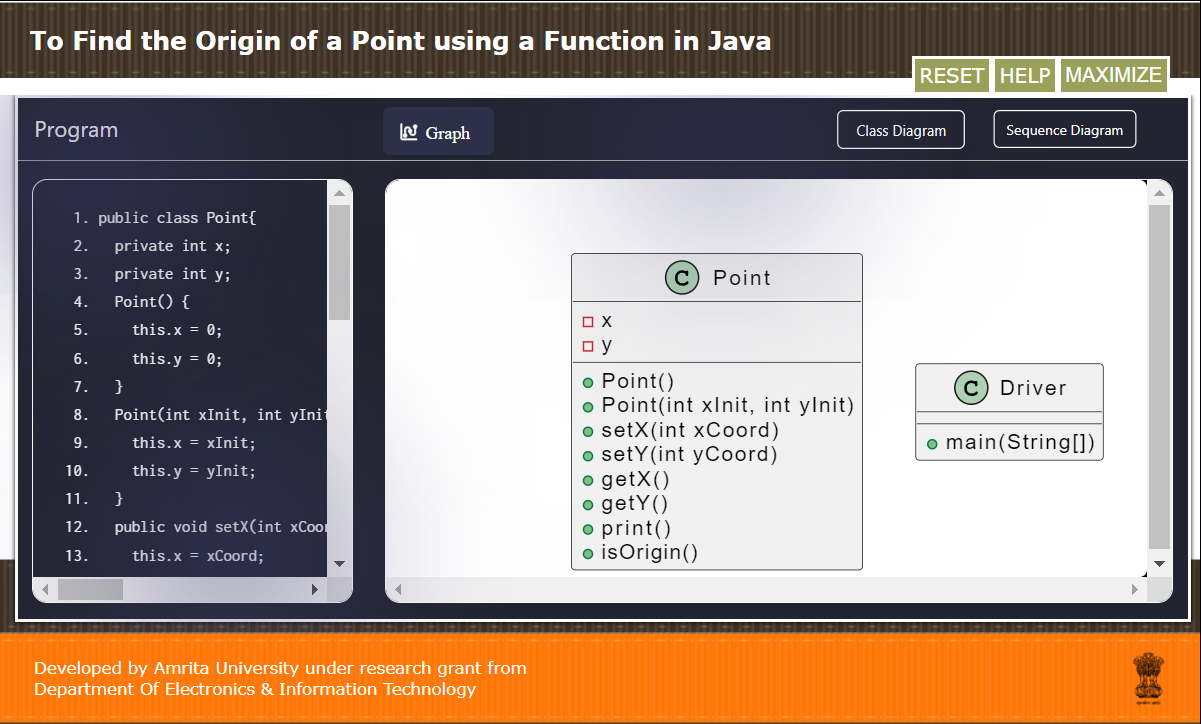 To Find the Origin of a Point using a Function in Java
RESET HELP MAXIMIZE
Program
Graph
Class Diagram
Sequence Diagram
1. public class Point{
2. private int x;
3. private int y;
4. Point() {
5. this.x = 0;
6. this.y = 0;
7. }
8. Point(int xInit, int yInit
9. this.x = xInit;
10. this.y = yInit;
11. }
12. public void setX(int xCoor
13. this.x = xCoord;
C Point
x
y
Point()
Point(int xInit, int yInit)
setX(int xCoord)
setY(int yCoord)
getX()
getY()
print()
isOrigin()
C Driver
main(String[])
Developed by Amrita University under research grant from
Department Of Electronics & Information Technology